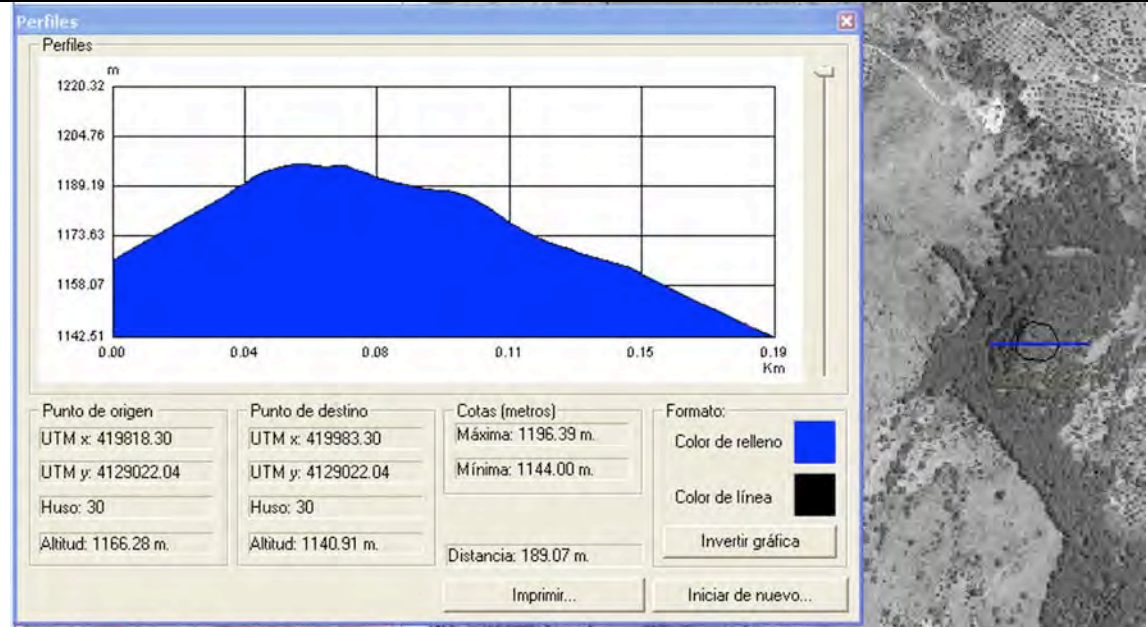 Perfiles
Perfiles
m
1220.32
1204.76
1189.19
1173.63
1158.07
1142.51
0.00 0.04 0.08 0.11 0.15 0.19
Km
Punto de origen
UTM x: 419818.30
UTM y: 4129022.04
Huso: 30
Altitud: 1166.28 m.
Punto de destino
UTM x: 419983.30
UTM y: 4129022.04
Huso: 30
Altitud: 1140.91 m.
Cotas (metros)
Máxima: 1196.39 m.
Mínima: 1144.00 m.
Distancia: 189.07 m.
Formato:
Color de relleno
Color de línea
Invertir gráfica
Imprimir...
Iniciar de nuevo...